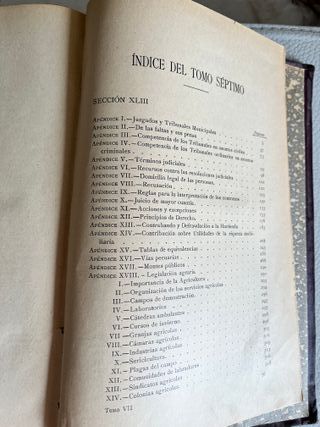 ÍNDICE DEL TOMO SÉPTIMO
SECCIÓN XLIII
APÉNDICE I.—Juzgados y Tribunales Municipales
APÉNDICE II.—De las faltas y sus penas
APÉNDICE III.—Competencia de los Tribunales en asuntos civiles
APÉNDICE IV.—Competencia de los Tribunales ordinarios en asuntos
criminales
APÉNDICE V.—Términos judiciales
APÉNDICE VI.—Recursos contra las resoluciones judiciales
APÉNDICE VII.—Domicilio legal de las personas
APÉNDICE VIII.—Recusación
APÉNDICE IX.—Reglas para la interpretación de los contratos
APÉNDICE X.—Juicio de mayor cuantía
APÉNDICE XI.—Acciones y excepciones
APÉNDICE XII.—Principios de Derecho
APÉNDICE XIII.—Contrabando y Defraudación a la Hacienda
APÉNDICE XIV.—Contribución sobre Utilidades de la riqueza mobi-
liaria
APÉNDICE XV.—Tablas de equivalencias
APÉNDICE XVI.—Vías pecuarias
APÉNDICE XVII.—Montes públicos
APÉNDICE XVIII.—Legislación agraria
I.—Importancia de la Agricultura
II.—Organización de los servicios agrícolas
III.—Campos de demostración
IV.—Laboratorios
V.—Cátedras ambulantes
VI.—Cursos de invierno
VII.—Granjas agrícolas
VIII.—Cámaras agrícolas
IX.—Industrias agrícolas
X.—Sericicultura
XI.—Plagas del campo
XII.—Comunidades de labradores
XIII.—Sindicatos agrícolas
XIV.—Colonias agrícolas
Tomo VII